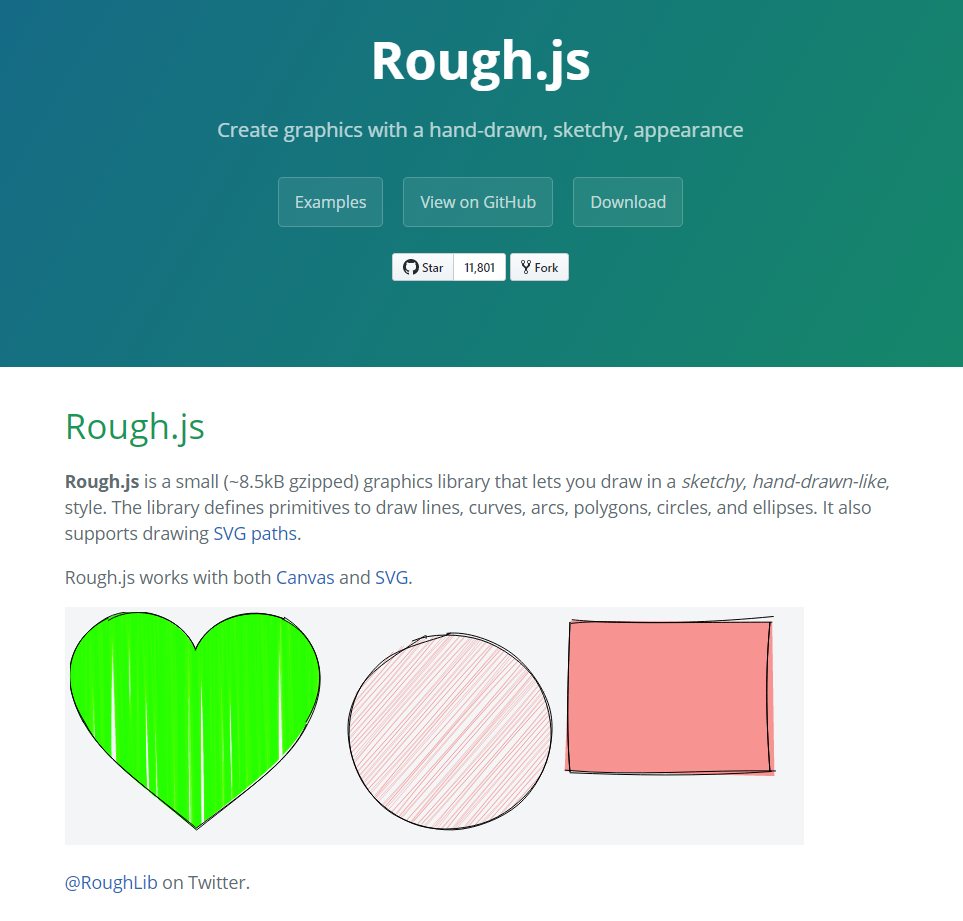 Rough.js
Create graphics with a hand-drawn, sketchy, appearance
Examples
View on GitHub
Download
Star
11,801
Fork
Rough.js
Rough.js is a small (~8.5kB gzipped) graphics library that lets you draw in a sketchy, hand-drawn-like,
style. The library defines primitives to draw lines, curves, arcs, polygons, circles, and ellipses. It also
supports drawing SVG paths.
Rough.js works with both Canvas and SVG.
@RoughLib on Twitter.